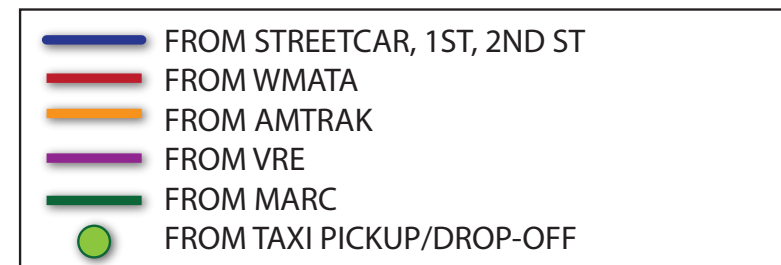 FROM STREETCAR, 1ST, 2ND ST
FROM WMATA
FROM AMTRAK
FROM VRE
FROM MARC
FROM TAXI PICKUP/DROP-OFF